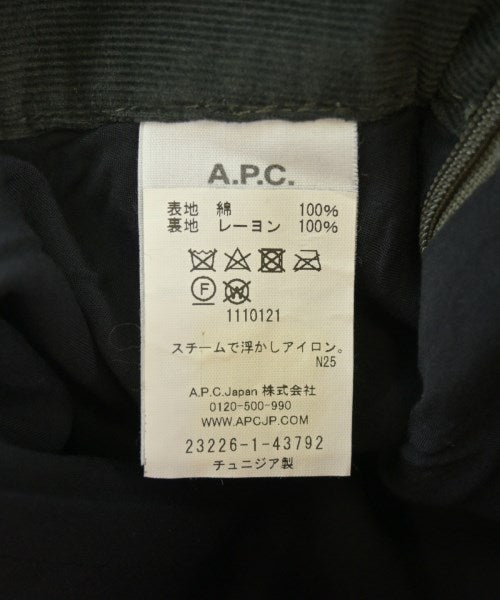 A.P.C.
表地 綿 100%
裏地 レーヨン 100%
F W
1110121
スチームで浮かしアイロン。
N25
A.P.C.Japan 株式会社
0120-500-990
WWW.APCJP.COM
23226-1-43792
チュニジア製